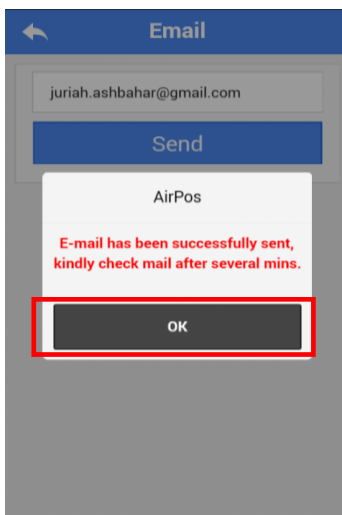 Email
juriah.ashbahar@gmail.com
Send
AirPos
E-mail has been successfully sent,
kindly check mail after several mins.
OK